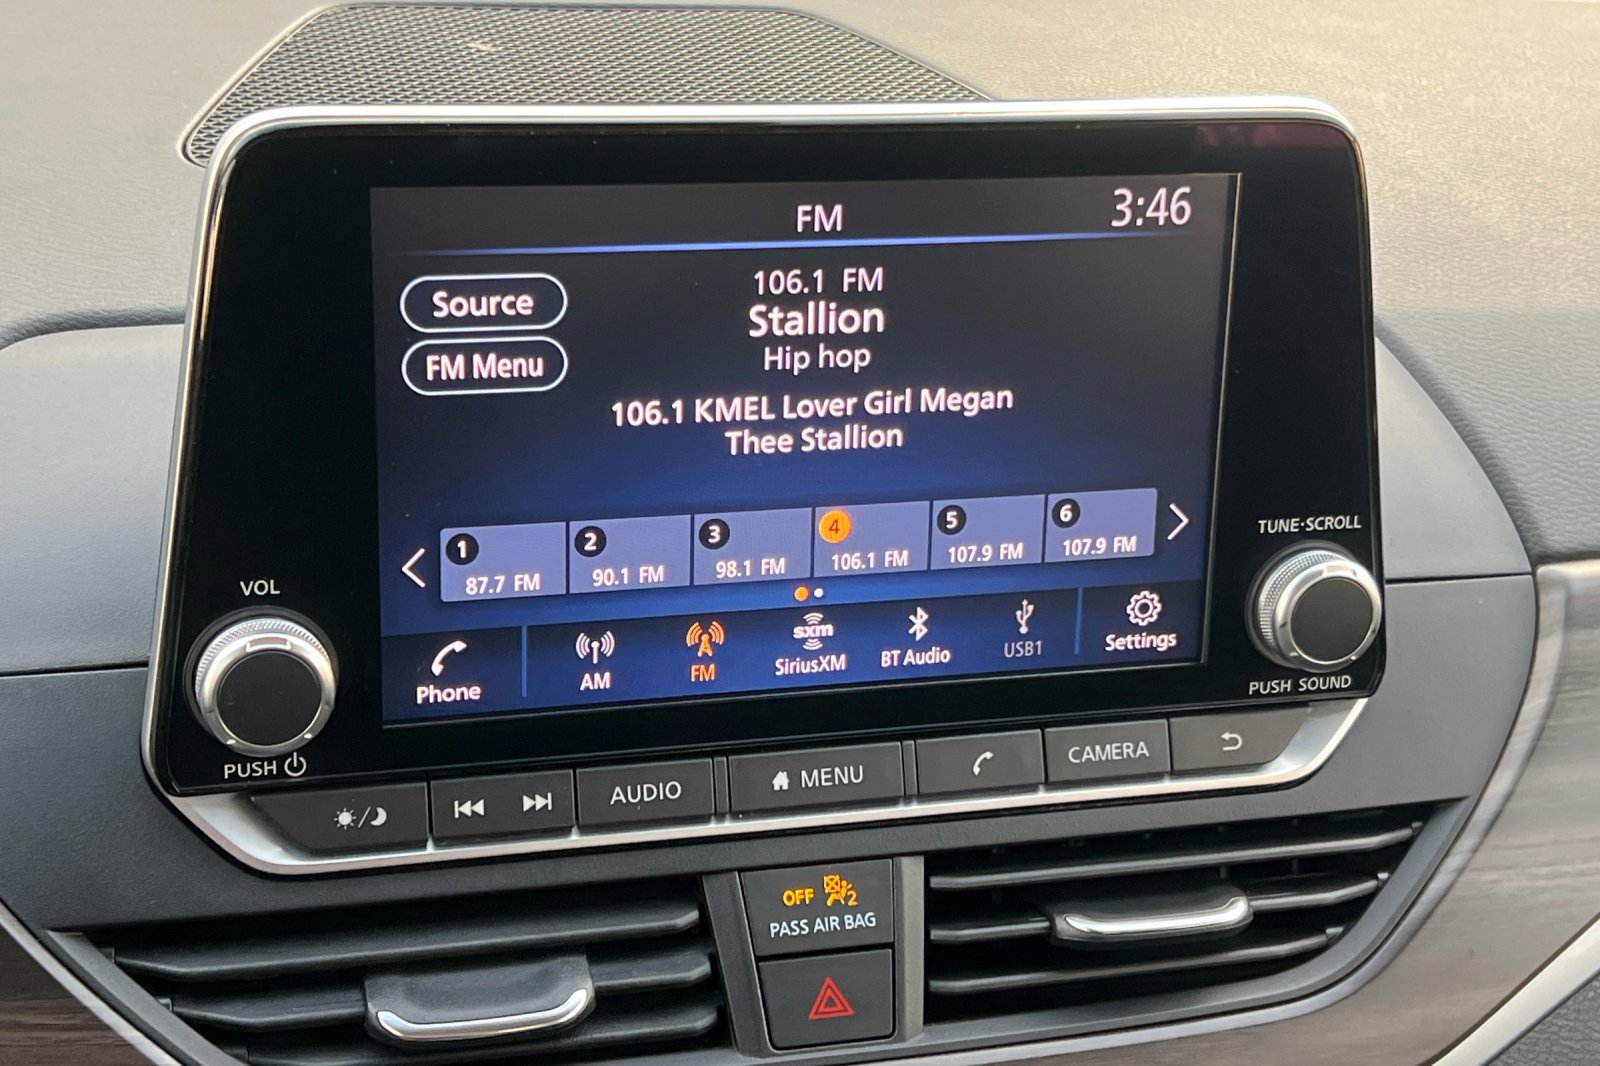 FM
3:46
Source
FM Menu
106.1 FM
Stallion
Hip hop
106.1 KMEL Lover Girl Megan
Thee Stallion
1
87.7 FM
2
90.1 FM
3
98.1 FM
4
106.1 FM
5
107.9 FM
6
107.9 FM
Phone
AM
FM
sxm
SiriusXM
BT Audio
USB1
Settings
VOL
PUSH
TUNE·SCROLL
PUSH SOUND
AUDIO
MENU
CAMERA
OFF
2
PASS AIR BAG